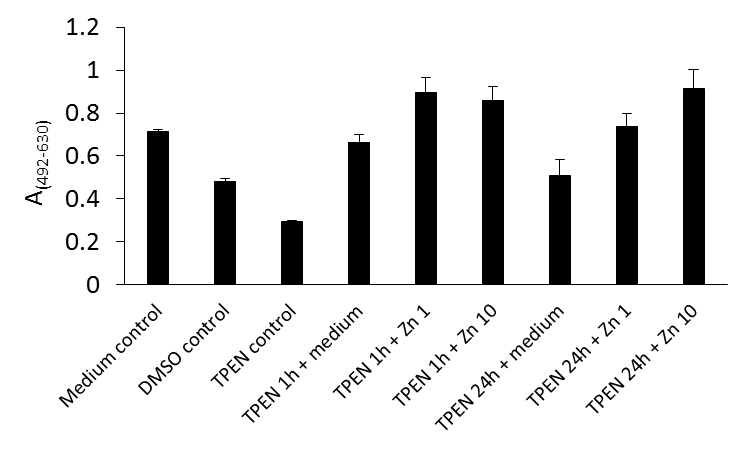 1.2
1
0.8
0.6
0.4
0.2
0
A(492-630)
Medium control
DMSO control
TPEN control
TPEN 1h + medium
TPEN 1h + Zn 1
TPEN 1h + Zn 10
TPEN 24h + medium
TPEN 24h + Zn 1
TPEN 24h + Zn 10